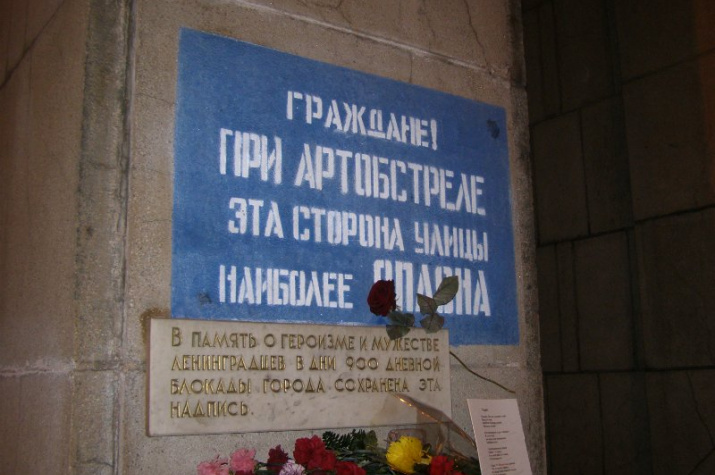 ГРАЖДАНЕ!
ПРИ АРТОБСТРЕЛЕ
ЭТА СТОРОНА УЛИЦЫ
НАИБОЛЕЕ ОПАСНА
В ПАМЯТЬ О ГЕРОИЗМЕ И МУЖЕСТВЕ
ЛЕНИНГРАДЦЕВ В ДНИ 900 ДНЕВНОЙ
БЛОКАДЫ ГОРОДА СОХРАНЕНА ЭТА
НАДПИСЬ.